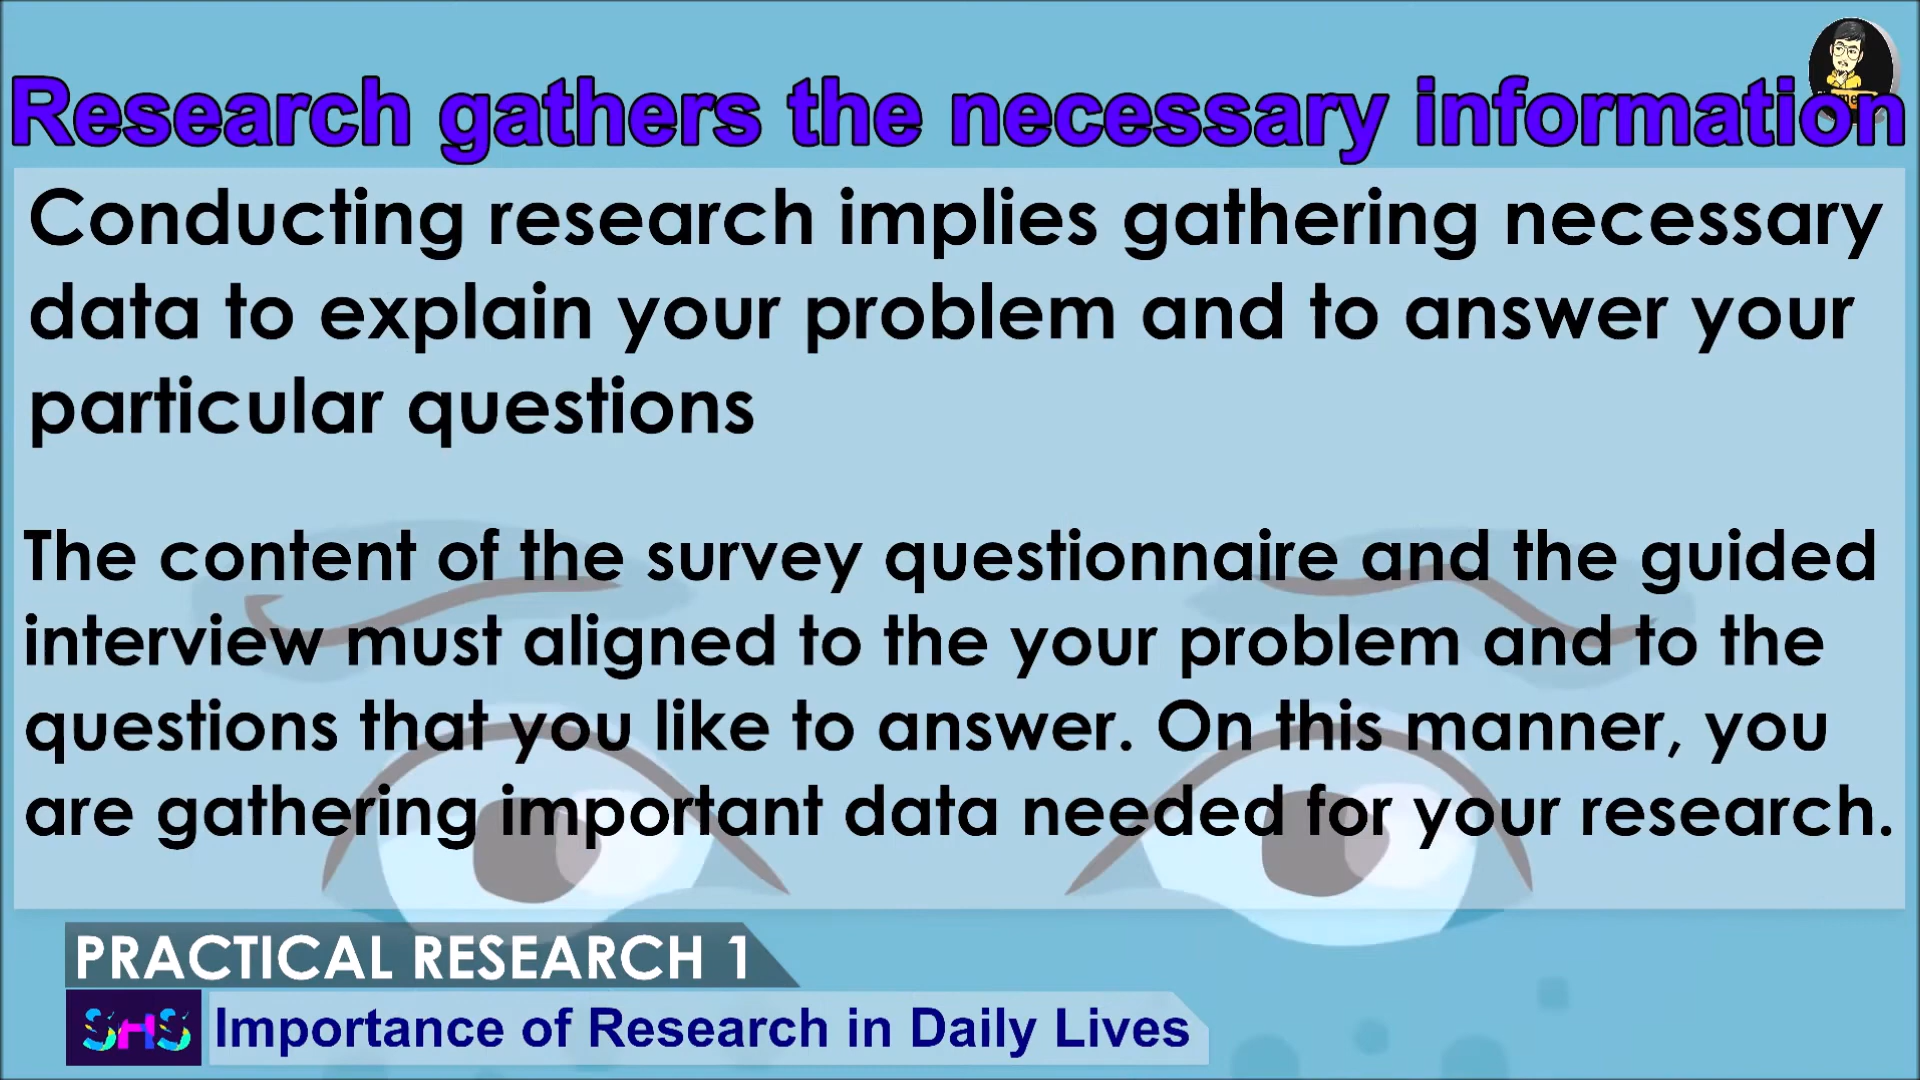 Research gathers the necessary information
Conducting research implies gathering necessary
data to explain your problem and to answer your
particular questions
The content of the survey questionnaire and the guided
interview must aligned to the your problem and to the
questions that you like to answer. On this manner, you
are gathering important data needed for your research.
PRACTICAL RESEARCH 1
SHS
Importance of Research in Daily Lives